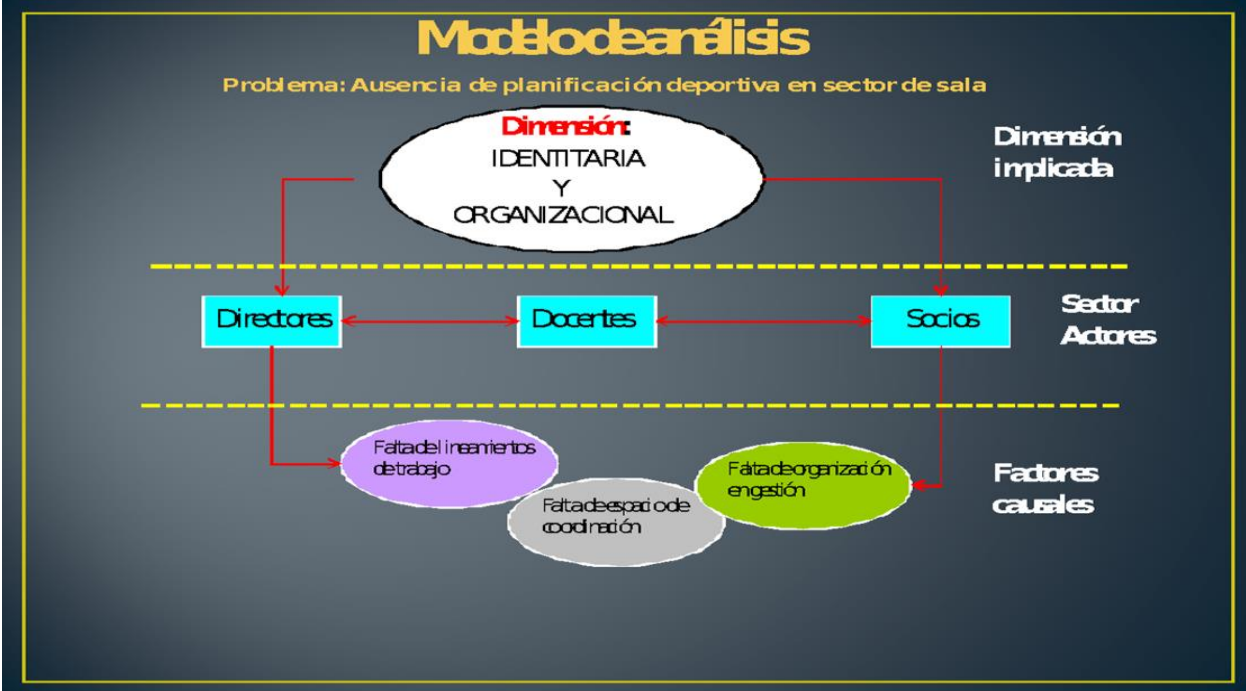 Modelo de análisis
Problema: Ausencia de planificación deportiva en sector de sala
Dimensión:
IDENTITARIA
Y
ORGANIZACIONAL
Dimensión
implicada
Directores
Docentes
Socios
Sector
Actores
Falta de lineamientos
de trabajo
Falta de espacio de
coordinación
Falta de organización
en gestión
Factores
causales